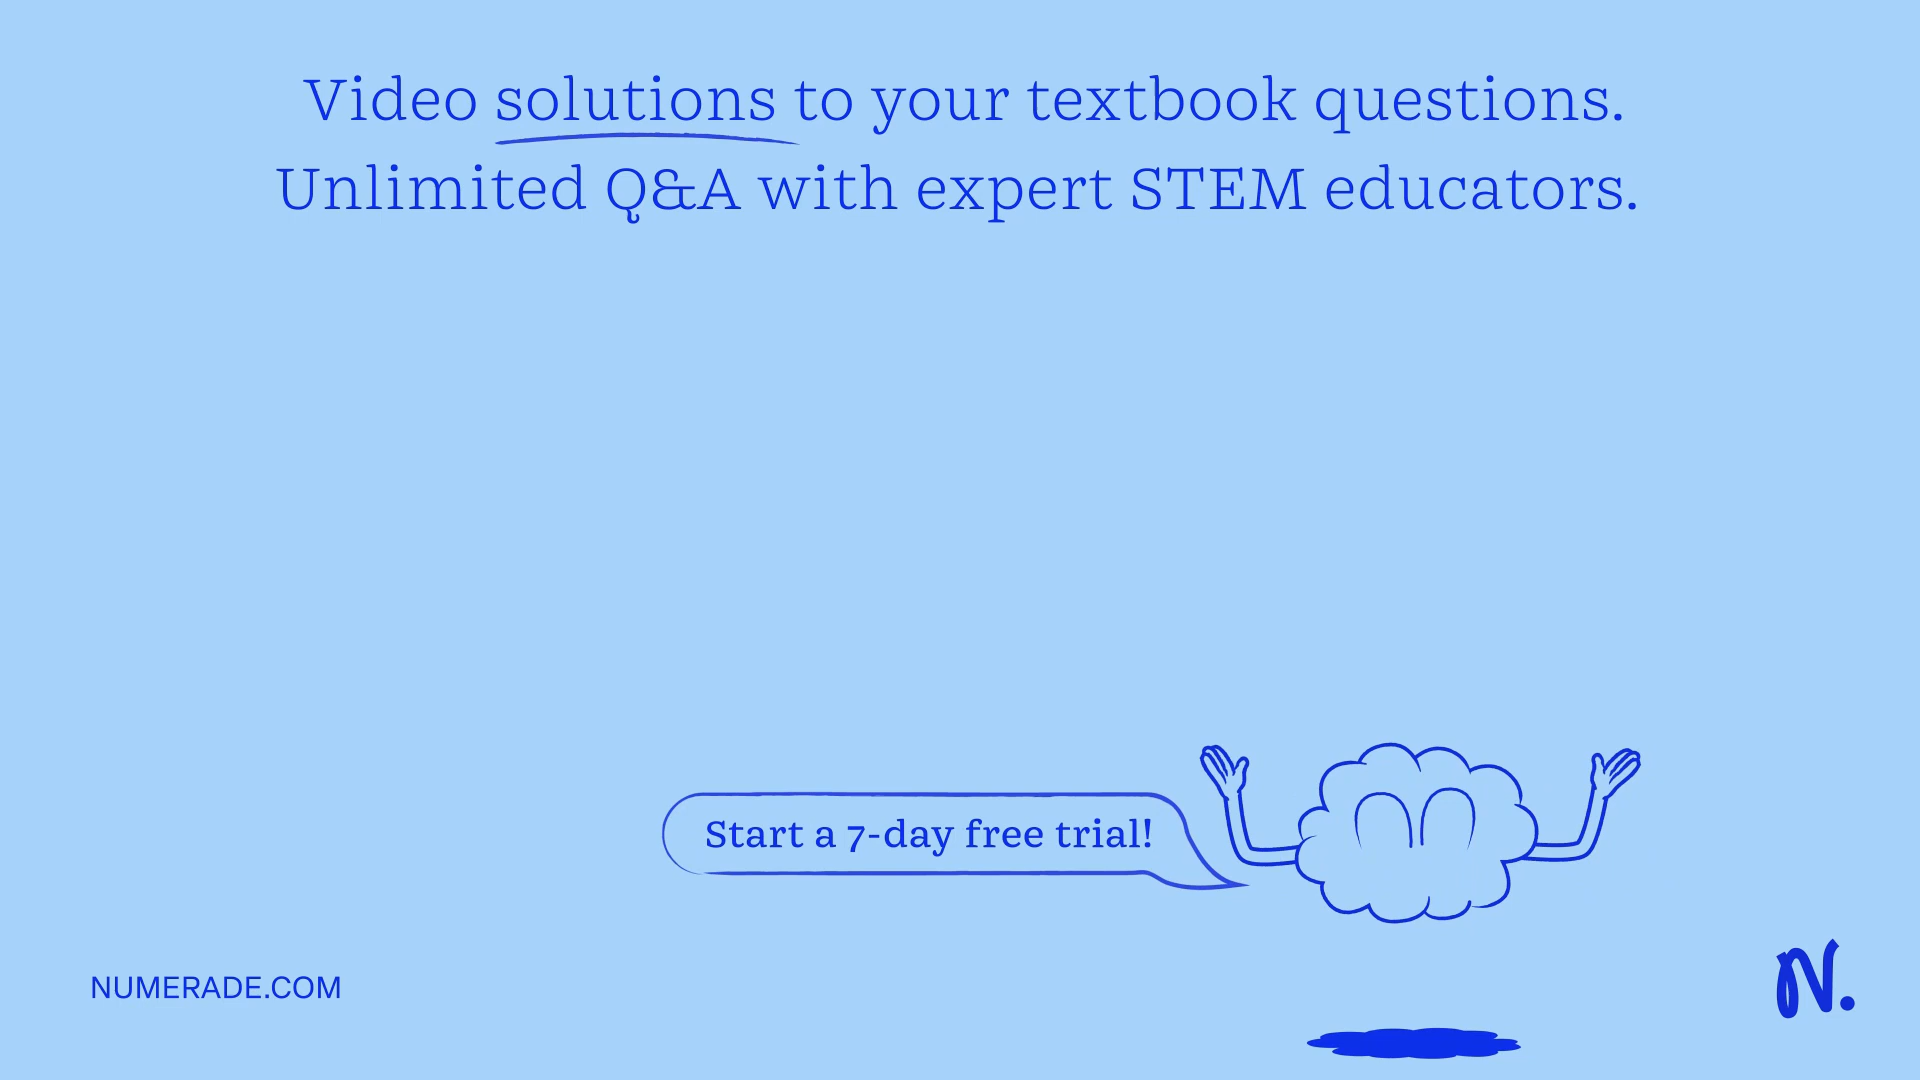 Video solutions to your textbook questions.
Unlimited Q&A with expert STEM educators.
Start a 7-day free trial!
NUMERADE.COM
N.